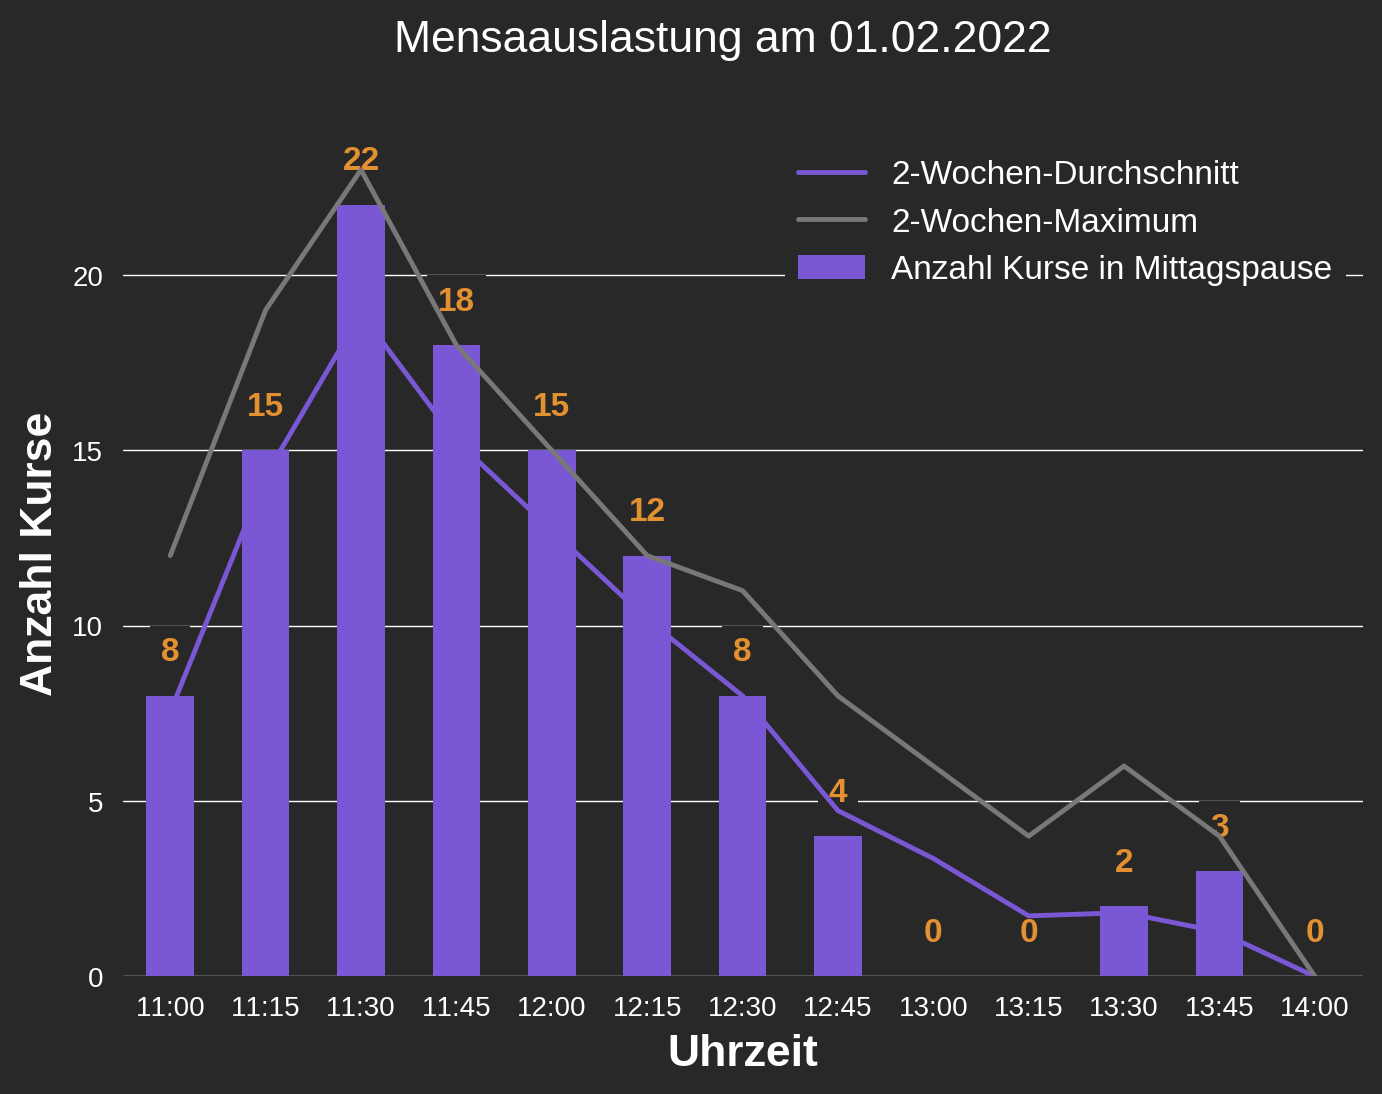 Mensaauslastung am 01.02.2022
2-Wochen-Durchschnitt
2-Wochen-Maximum
Anzahl Kurse in Mittagspause
22
18
15
15
12
8
8
4
3
2
0
0
0
Anzahl Kurse
20
15
10
5
0
11:00 11:15 11:30 11:45 12:00 12:15 12:30 12:45 13:00 13:15 13:30 13:45 14:00
Uhrzeit